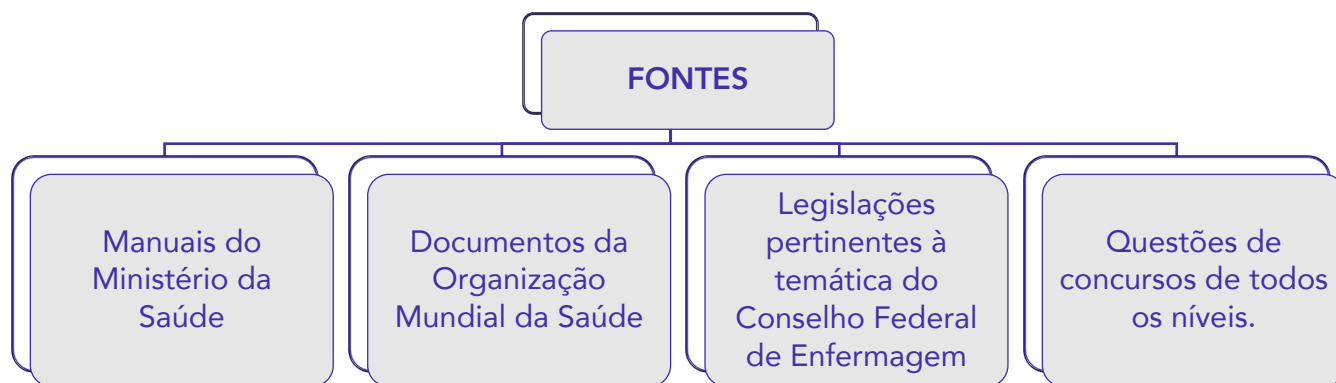 FONTES
Manuais do
Ministério da
Saúde
Documentos da
Organização
Mundial da Saúde
Legislações
pertinentes à
temática do
Conselho Federal
de Enfermagem
Questões de
concursos de todos
os níveis.